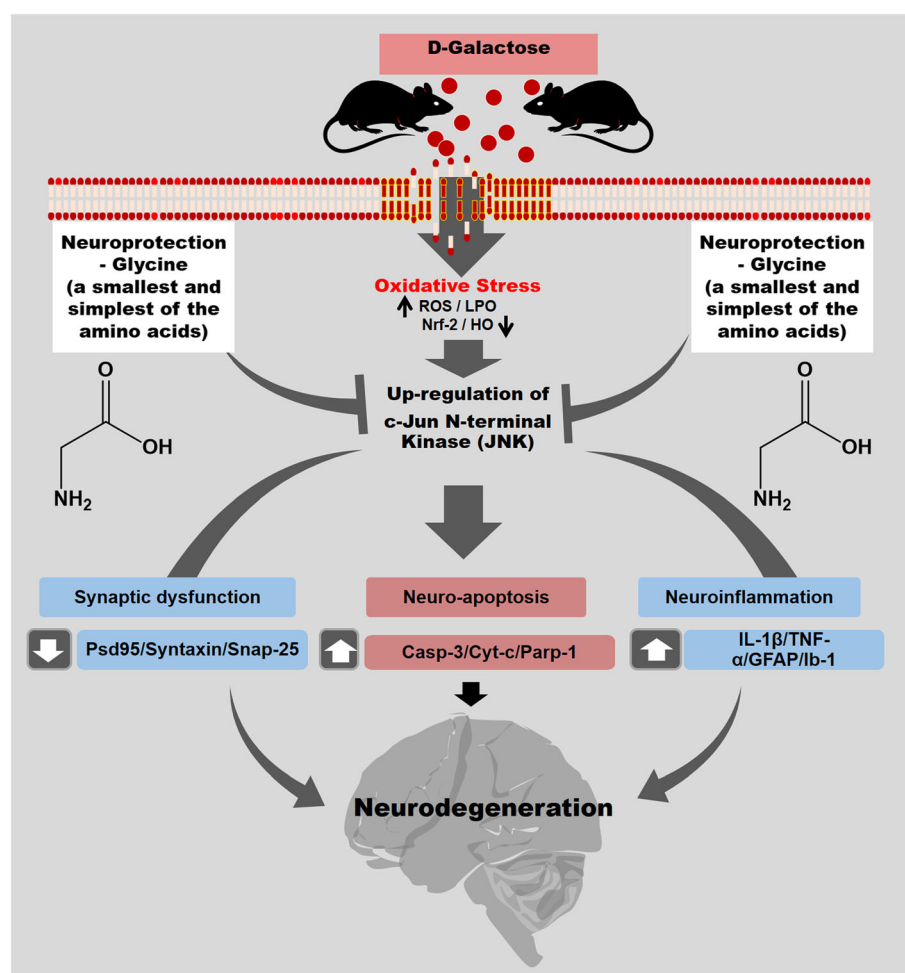 D-Galactose
Neuroprotection
- Glycine
(a smallest and
simplest of the
amino acids)
Neuroprotection
- Glycine
(a smallest and
simplest of the
amino acids)
Oxidative Stress
ROS / LPO
Nrf-2 / HO
Up-regulation of
c-Jun N-terminal
Kinase (JNK)
O
OH
NH2
O
OH
NH2
Synaptic dysfunction
Neuro-apoptosis
Neuroinflammation
Psd95/Syntaxin/Snap-25
Casp-3/Cyt-c/Parp-1
IL-1β/TNF-
α/GFAP/Ib-1
Neurodegeneration